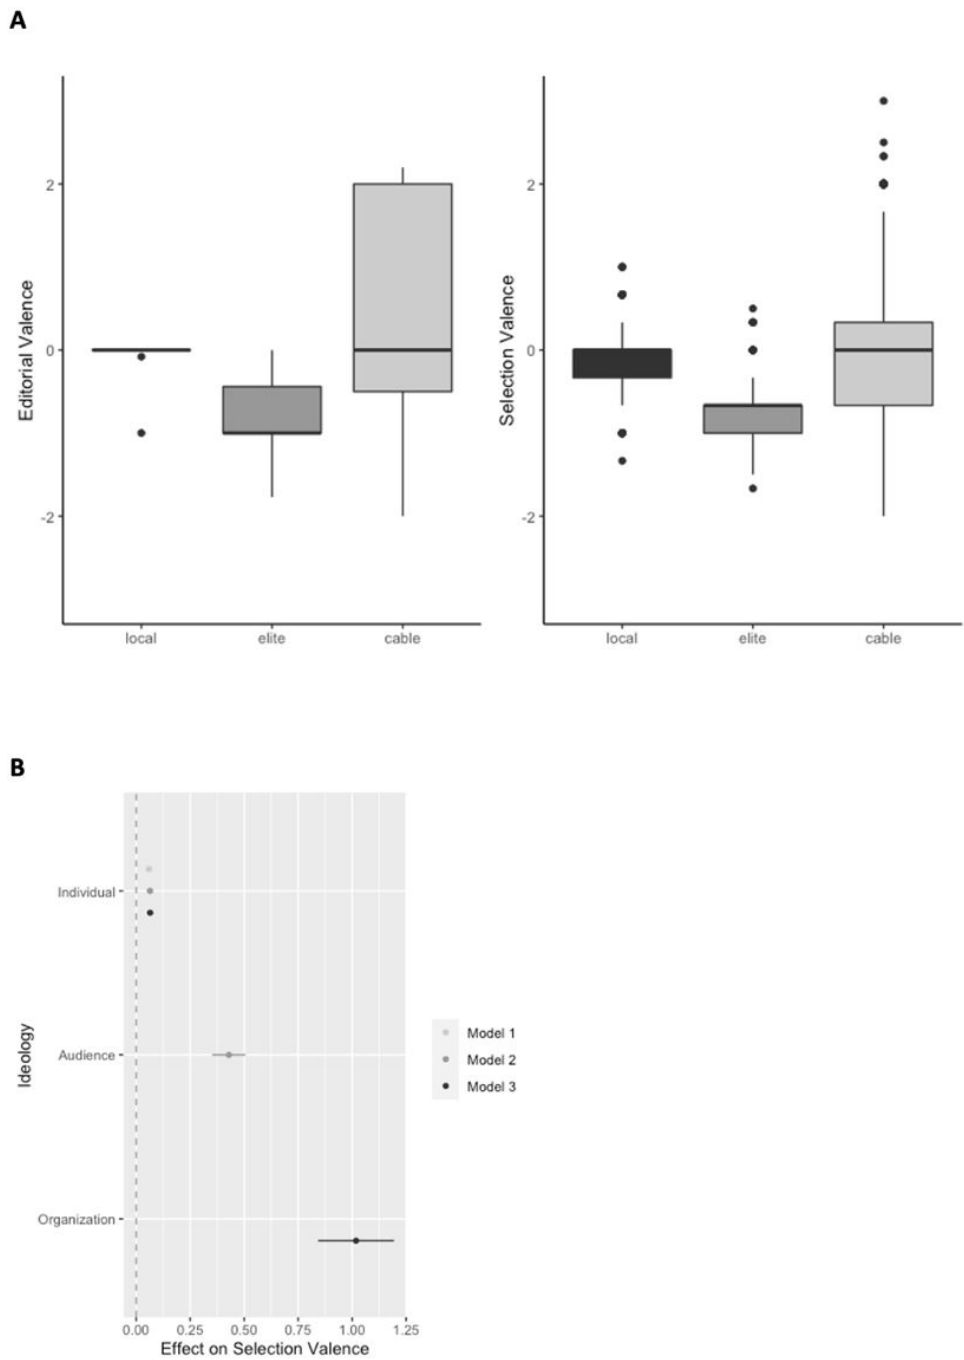 A
Editorial Valence
2
0
-2
local elite cable
Selection Valence
2
0
-2
local elite cable
B
Ideology
Individual
Audience
Organization
0.00 0.25 0.50 0.75 1.00 1.25
Effect on Selection Valence
Model 1
Model 2
Model 3